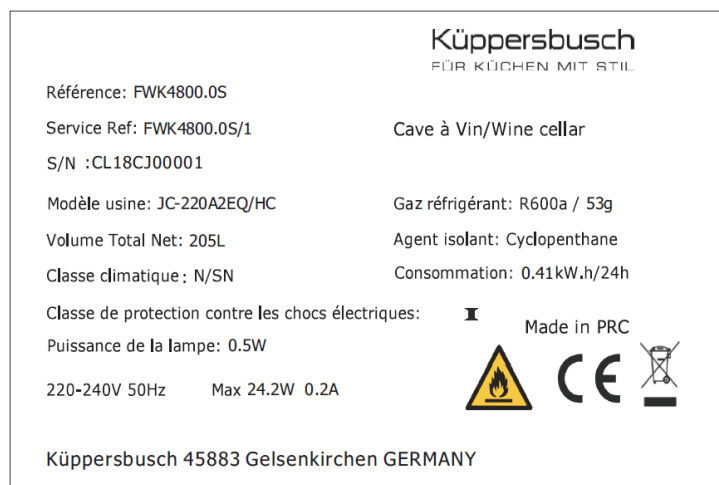 Küppersbusch
FÜR KÜCHEN MIT STIL
Référence: FWK4800.0S
Service Ref: FWK4800.0S/1
Cave à Vin/Wine cellar
S/N :CL18CJ00001
Modèle usine: JC-220A2EQ/HC
Gaz réfrigérant: R600a / 53g
Volume Total Net: 205L
Agent isolant: Cyclopenthane
Classe climatique: N/SN
Consommation: 0.41kW.h/24h
Classe de protection contre les chocs électriques: I
Made in PRC
Puissance de la lampe: 0.5W
220-240V 50Hz Max 24.2W 0.2A
CE
Küppersbusch 45883 Gelsenkirchen GERMANY